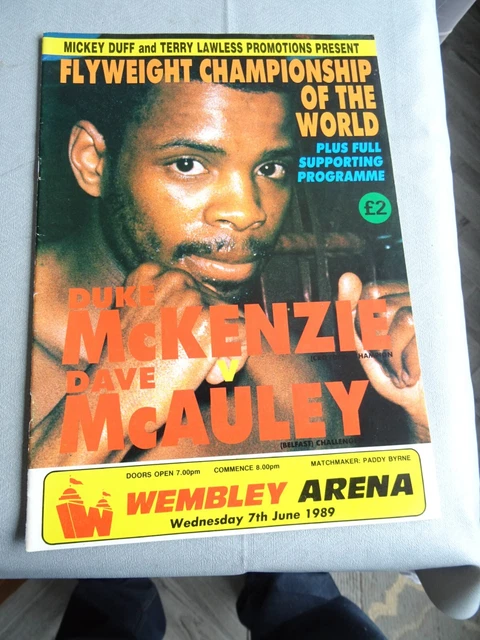 MICKEY DUFF and TERRY LAWLESS PROMOTIONS PRESENT
FLYWEIGHT CHAMPIONSHIP
OF THE
WORLD
PLUS FULL
SUPPORTING
PROGRAMME
£2
DUKE
McKENZIE
V
DAVE
McAULEY
(BELFAST) CHALLENGER
DOORS OPEN 7.00pm COMMENCE 8.00pm MATCHMAKER: PADDY BYRNE
WEMBLEY ARENA
Wednesday 7th June 1989